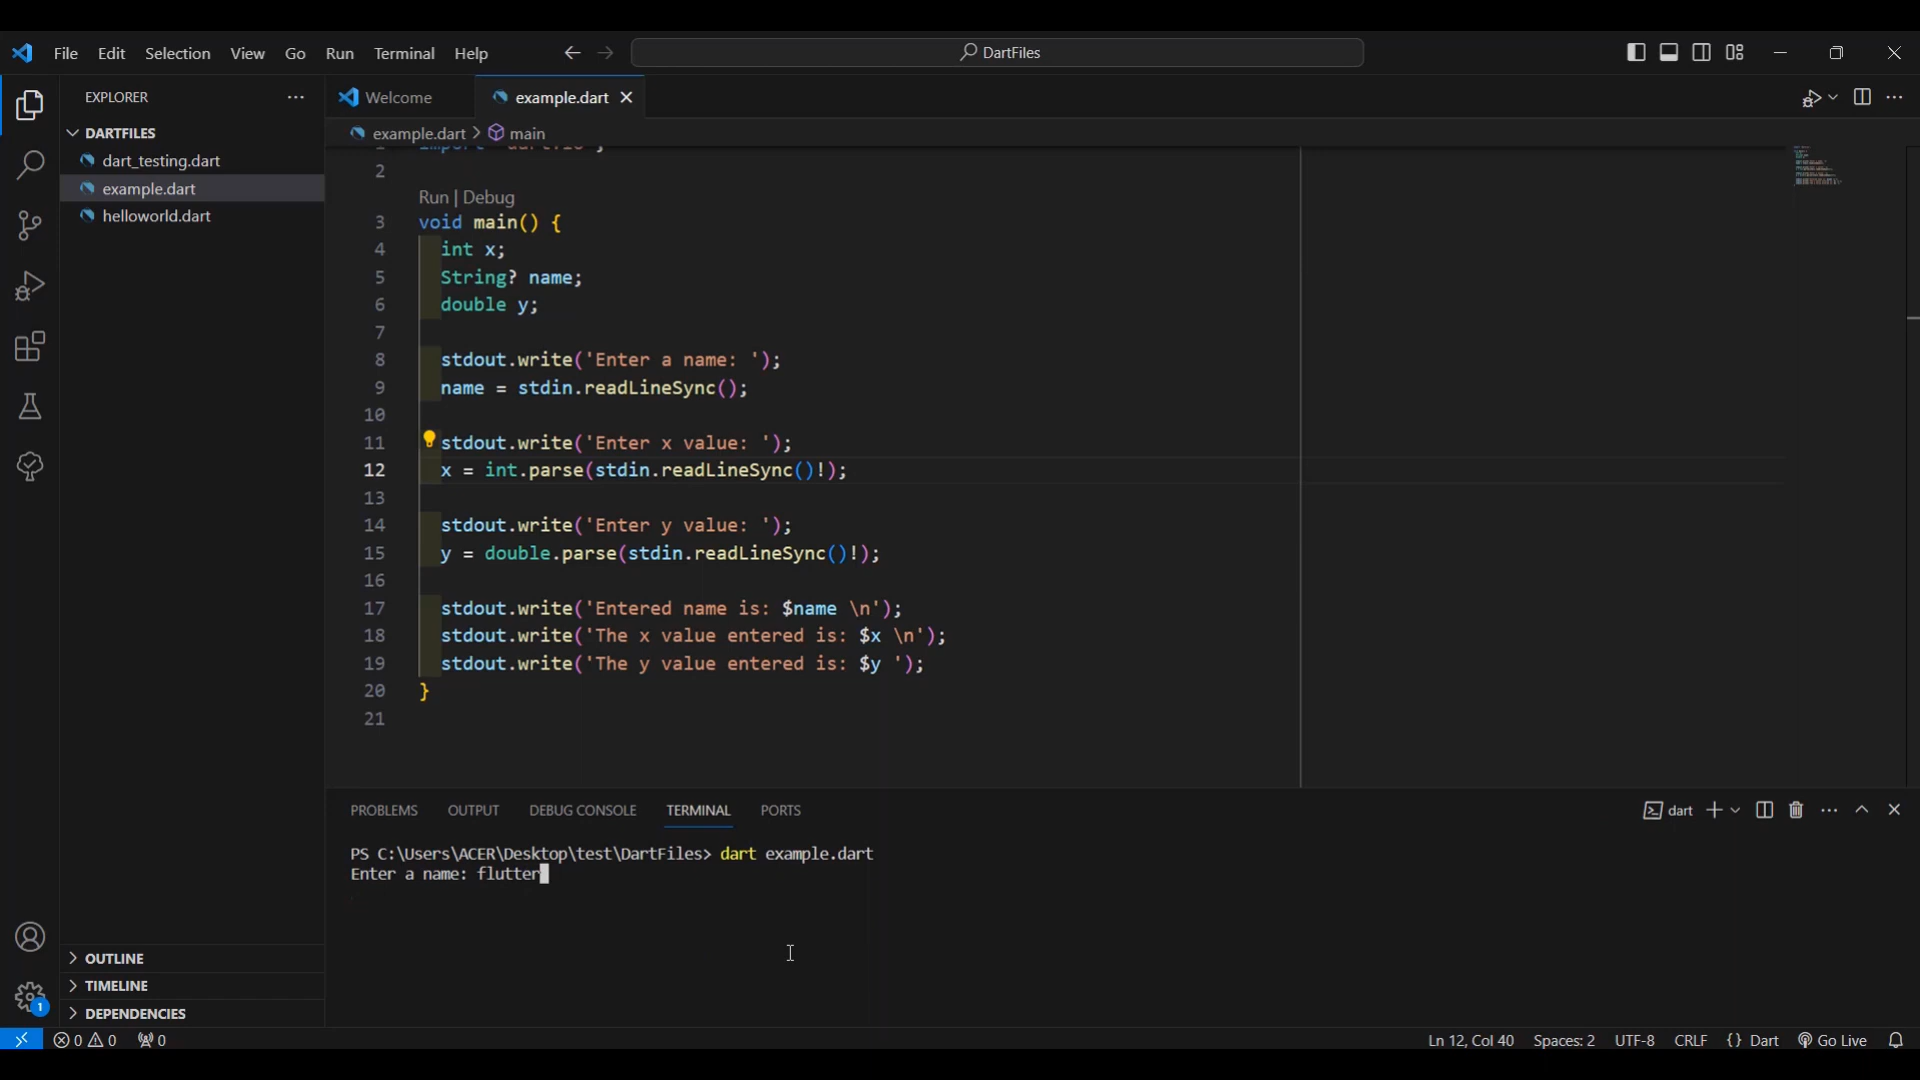 File Edit Selection View Go Run Terminal Help
DartFiles
EXPLORER
Welcome
example.dart
DARTFILES
example.dart > main
dart_testing.dart
example.dart
helloworld.dart
import 'dart:io';
2
Run | Debug
3 void main() {
4 int x;
5 String? name;
6 double y;
7
8 stdout.write('Enter a name: ');
9 name = stdin.readLineSync();
10
11 stdout.write('Enter x value: ');
12 x = int.parse(stdin.readLineSync()!);
13
14 stdout.write('Enter y value: ');
15 y = double.parse(stdin.readLineSync()!);
16
17 stdout.write('Entered name is: $name \n');
18 stdout.write('The x value entered is: $x \n');
19 stdout.write('The y value entered is: $y ');
20 }
21
PROBLEMS OUTPUT DEBUG CONSOLE TERMINAL PORTS
dart
PS C:\Users\ACER\Desktop\test\DartFiles> dart example.dart
Enter a name: flutter
OUTLINE
TIMELINE
DEPENDENCIES
1
0 0 0
Ln 12, Col 40 Spaces: 2 UTF-8 CRLF {} Dart Go Live